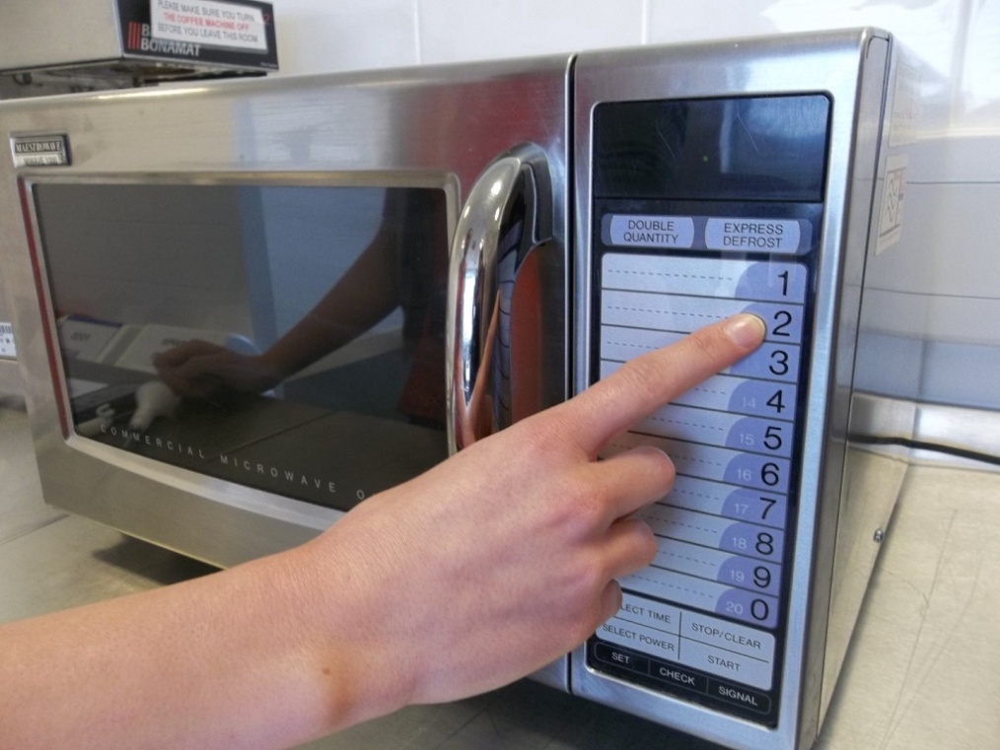 PLEASE MAKE SURE YOU TURN
THE COFFEE MACHINE OFF
BEFORE YOU LEAVE THIS ROOM
BONAMAT
MAESTROWAVE
COMMERCIAL MICROWAVE O
DOUBLE
QUANTITY
EXPRESS
DEFROST
1
2
3
14 4
15 5
16 6
17 7
18 8
19 9
20 0
LECT TIME
STOP/CLEAR
SELECT POWER
START
SET
CHECK
SIGNAL